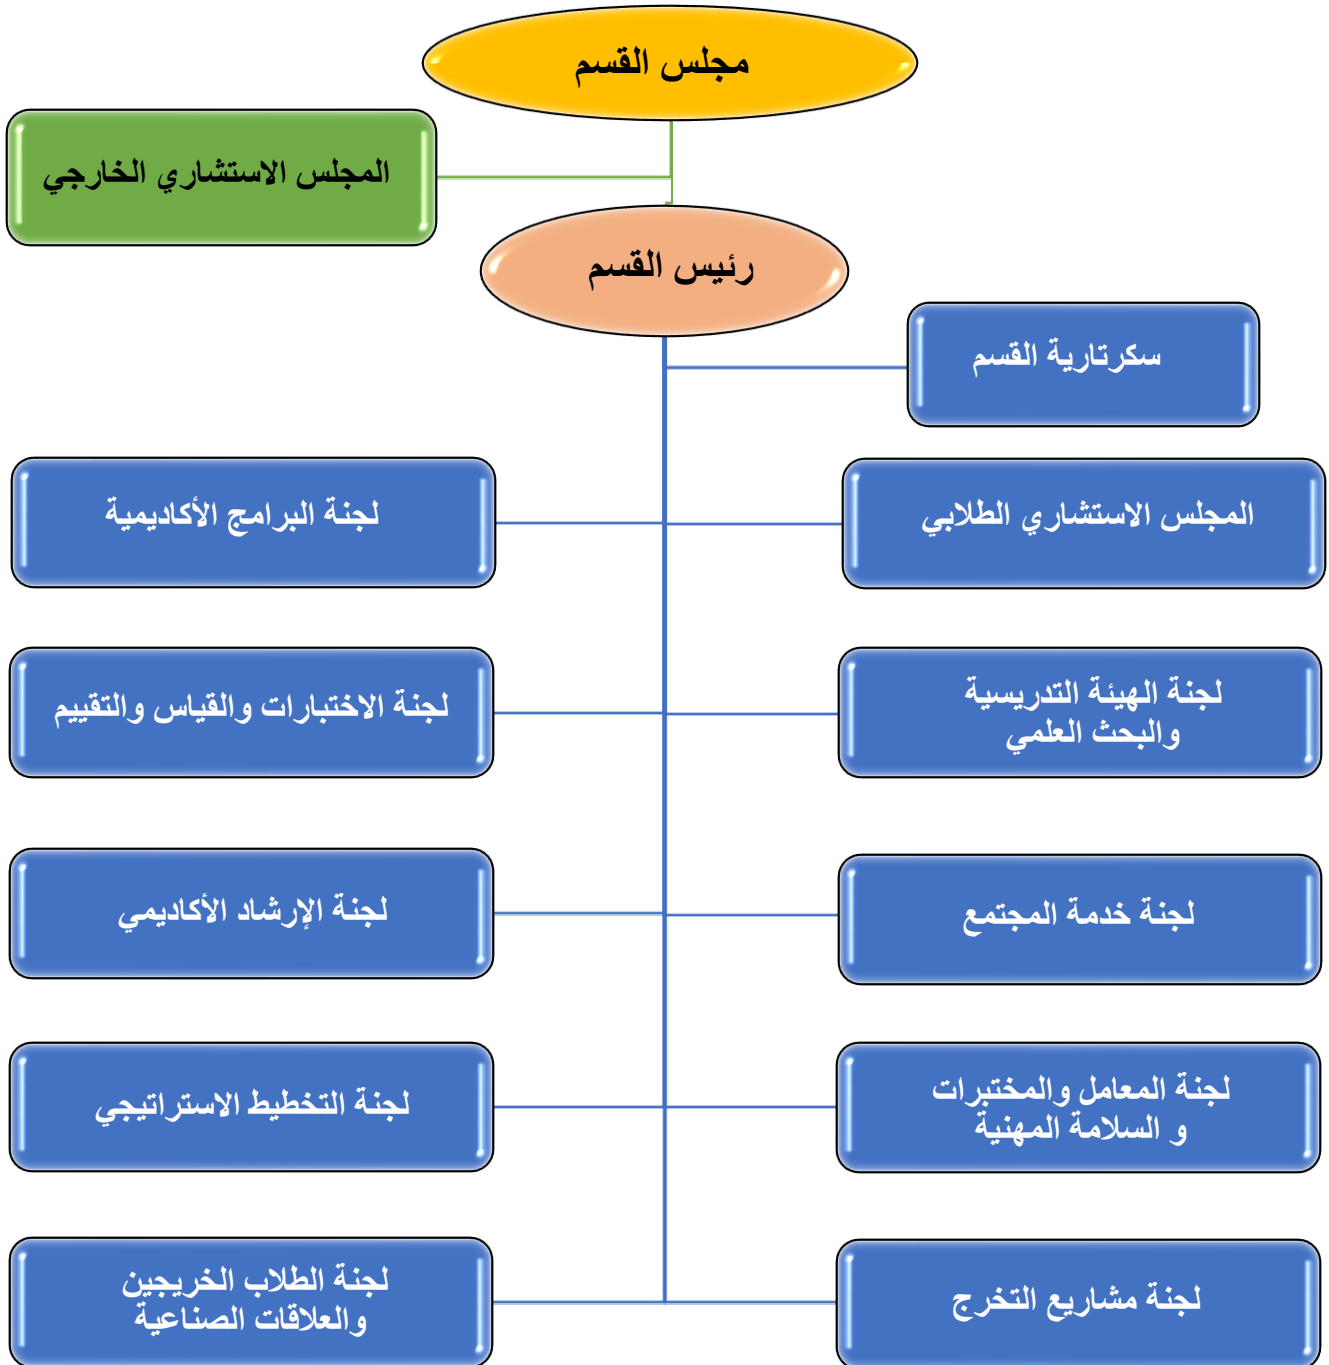 مجلس القسم
المجلس الاستشاري الخارجي
رئيس القسم
سكرتارية القسم
المجلس الاستشاري الطلابي
لجنة البرامج الأكاديمية
لجنة الهيئة التدريسية
والبحث العلمي
لجنة الاختبارات والقياس والتقييم
لجنة خدمة المجتمع
لجنة الإرشاد الأكاديمي
لجنة المعامل والمختبرات
و السلامة المهنية
لجنة التخطيط الاستراتيجي
لجنة مشاريع التخرج
لجنة الطلاب الخريجين
والعلاقات الصناعية